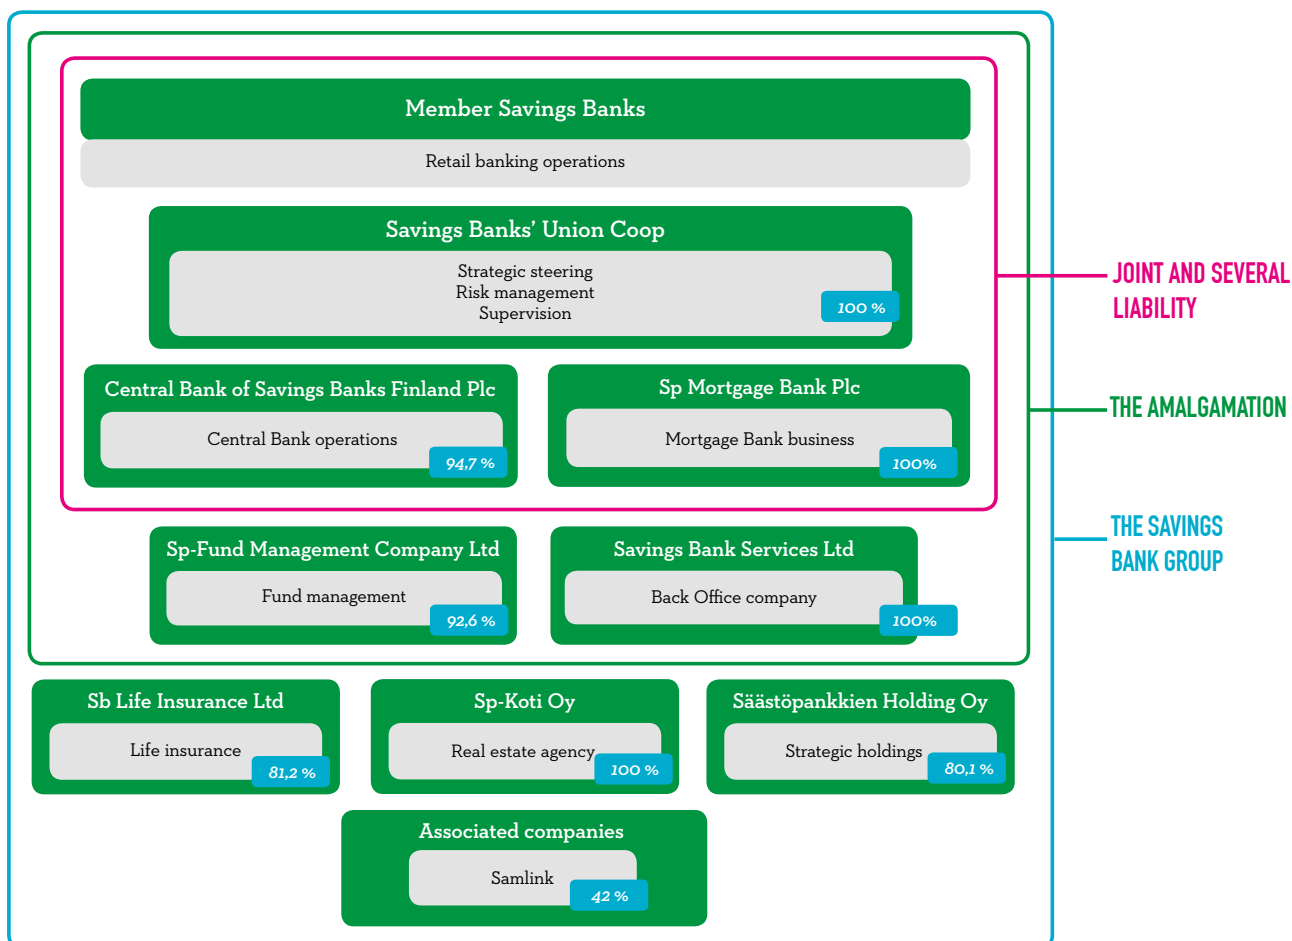 Member Savings Banks
Retail banking operations
Savings Banks’ Union Coop
Strategic steering
Risk management
Supervision
100 %
JOINT AND SEVERAL
LIABILITY
Central Bank of Savings Banks Finland Plc
Central Bank operations
94,7 %
Sp Mortgage Bank Plc
Mortgage Bank business
100%
THE AMALGAMATION
Sp-Fund Management Company Ltd
Fund management
92,6 %
Savings Bank Services Ltd
Back Office company
100%
THE SAVINGS
BANK GROUP
Sb Life Insurance Ltd
Life insurance
81,2 %
Sp-Koti Oy
Real estate agency
100 %
Säästöpankkien Holding Oy
Strategic holdings
80,1 %
Associated companies
Samlink
42 %